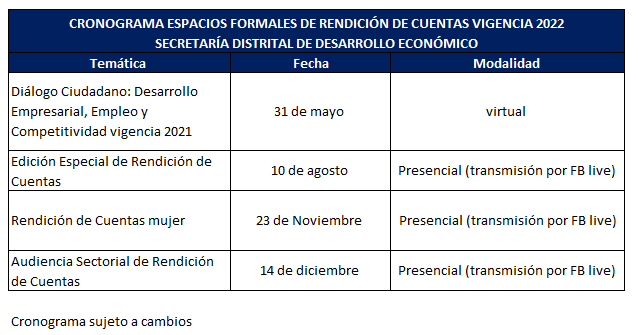 CRONOGRAMA ESPACIOS FORMALES DE RENDICIÓN DE CUENTAS VIGENCIA 2022
SECRETARÍA DISTRITAL DE DESARROLLO ECONÓMICO
Temática Fecha Modalidad
Diálogo Ciudadano: Desarrollo
Empresarial, Empleo y
Competitividad vigencia 2021
31 de mayo
virtual
Edición Especial de Rendición de
Cuentas
10 de agosto
Presencial (transmisión por FB live)
Rendición de Cuentas mujer
23 de Noviembre
Presencial (transmisión por FB live)
Audiencia Sectorial de Rendición
de Cuentas
14 de diciembre
Presencial (transmisión por FB live)
Cronograma sujeto a cambios